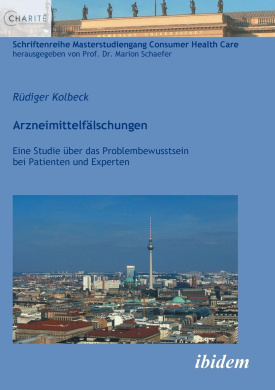 CHARITÉ
Schriftenreihe Masterstudiengang Consumer Health Care
herausgegeben von Prof. Dr. Marion Schaefer
Rüdiger Kolbeck
Arzneimittelfälschungen
Eine Studie über das Problembewusstsein
bei Patienten und Experten
ibidem